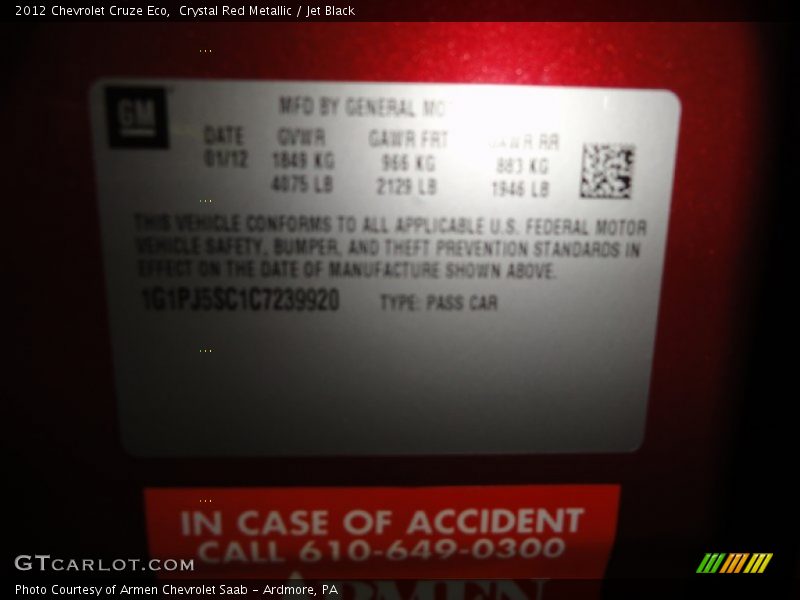 2012 Chevrolet Cruze Eco,  Crystal Red Metallic / Jet Black
GM
MFD BY GENERAL
DATE GVWR GAWR FRT GAWR RR
01/12 1849 KG 966 KG 883 KG
4075 LB 2129 LB 1946 LB
THIS VEHICLE CONFORMS TO ALL APPLICABLE U.S. FEDERAL MOTOR
VEHICLE SAFETY, BUMPER, AND THEFT PREVENTION STANDARDS IN
EFFECT ON THE DATE OF MANUFACTURE SHOWN ABOVE.
1G1PJ5SC1C7239920 TYPE: PASS CAR
IN CASE OF ACCIDENT
CALL 610-649-0300
ARMEN
GTCARLOT.COM
Photo Courtesy of Armen Chevrolet Saab – Ardmore, PA